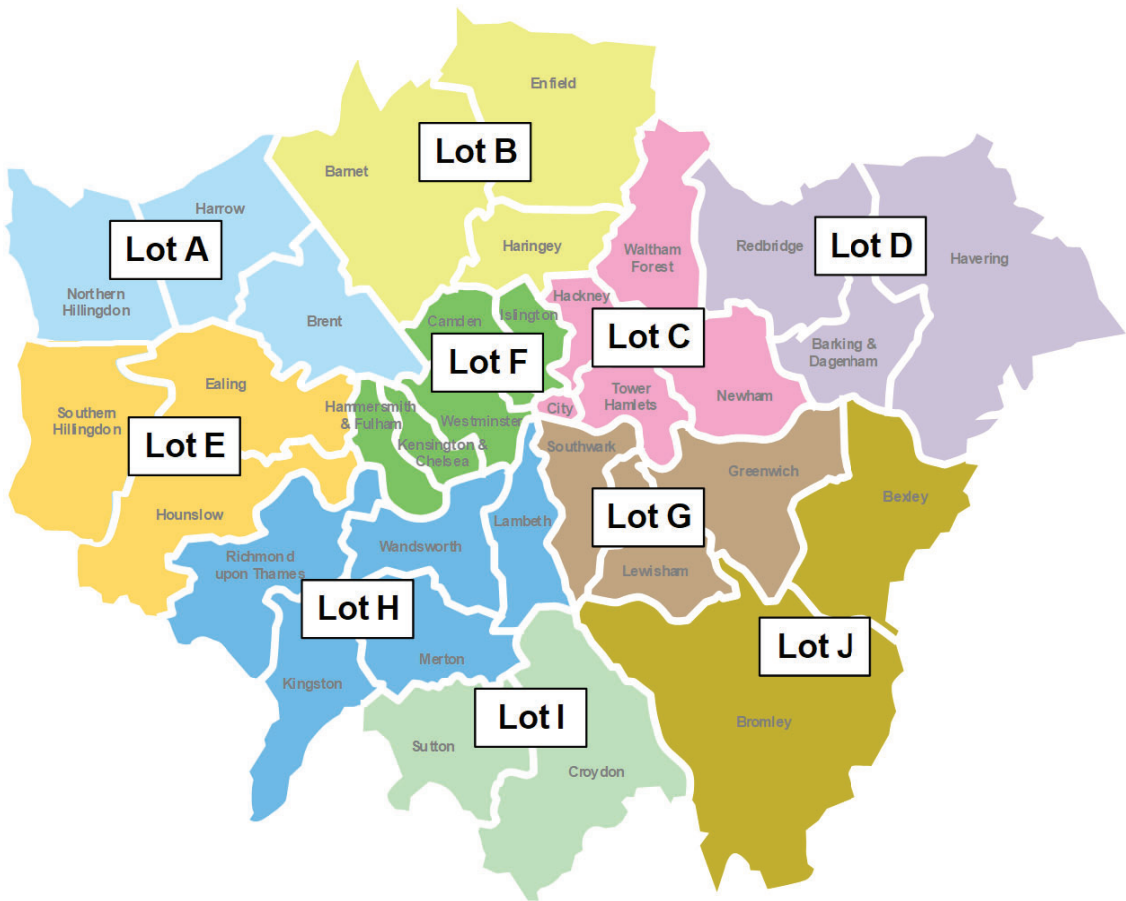 Enfield
Lot B
Barnet
Harrow
Lot A
Haringey
Waltham
Forest
Redbridge
Lot D
Havering
Northern
Hillingdon
Brent
Camden
Islington
Hackney
Lot C
Lot F
Barking &
Dagenham
Ealing
Southern
Hillingdon
Lot E
Hammersmith
& Fulham
Westminster
Kensington &
Chelsea
City
Tower
Hamlets
Newham
Southwark
Greenwich
Bexley
Hounslow
Lambeth
Lot G
Wandsworth
Richmond
upon Thames
Lewisham
Lot H
Lot J
Merton
Kingston
Lot I
Bromley
Sutton
Croydon